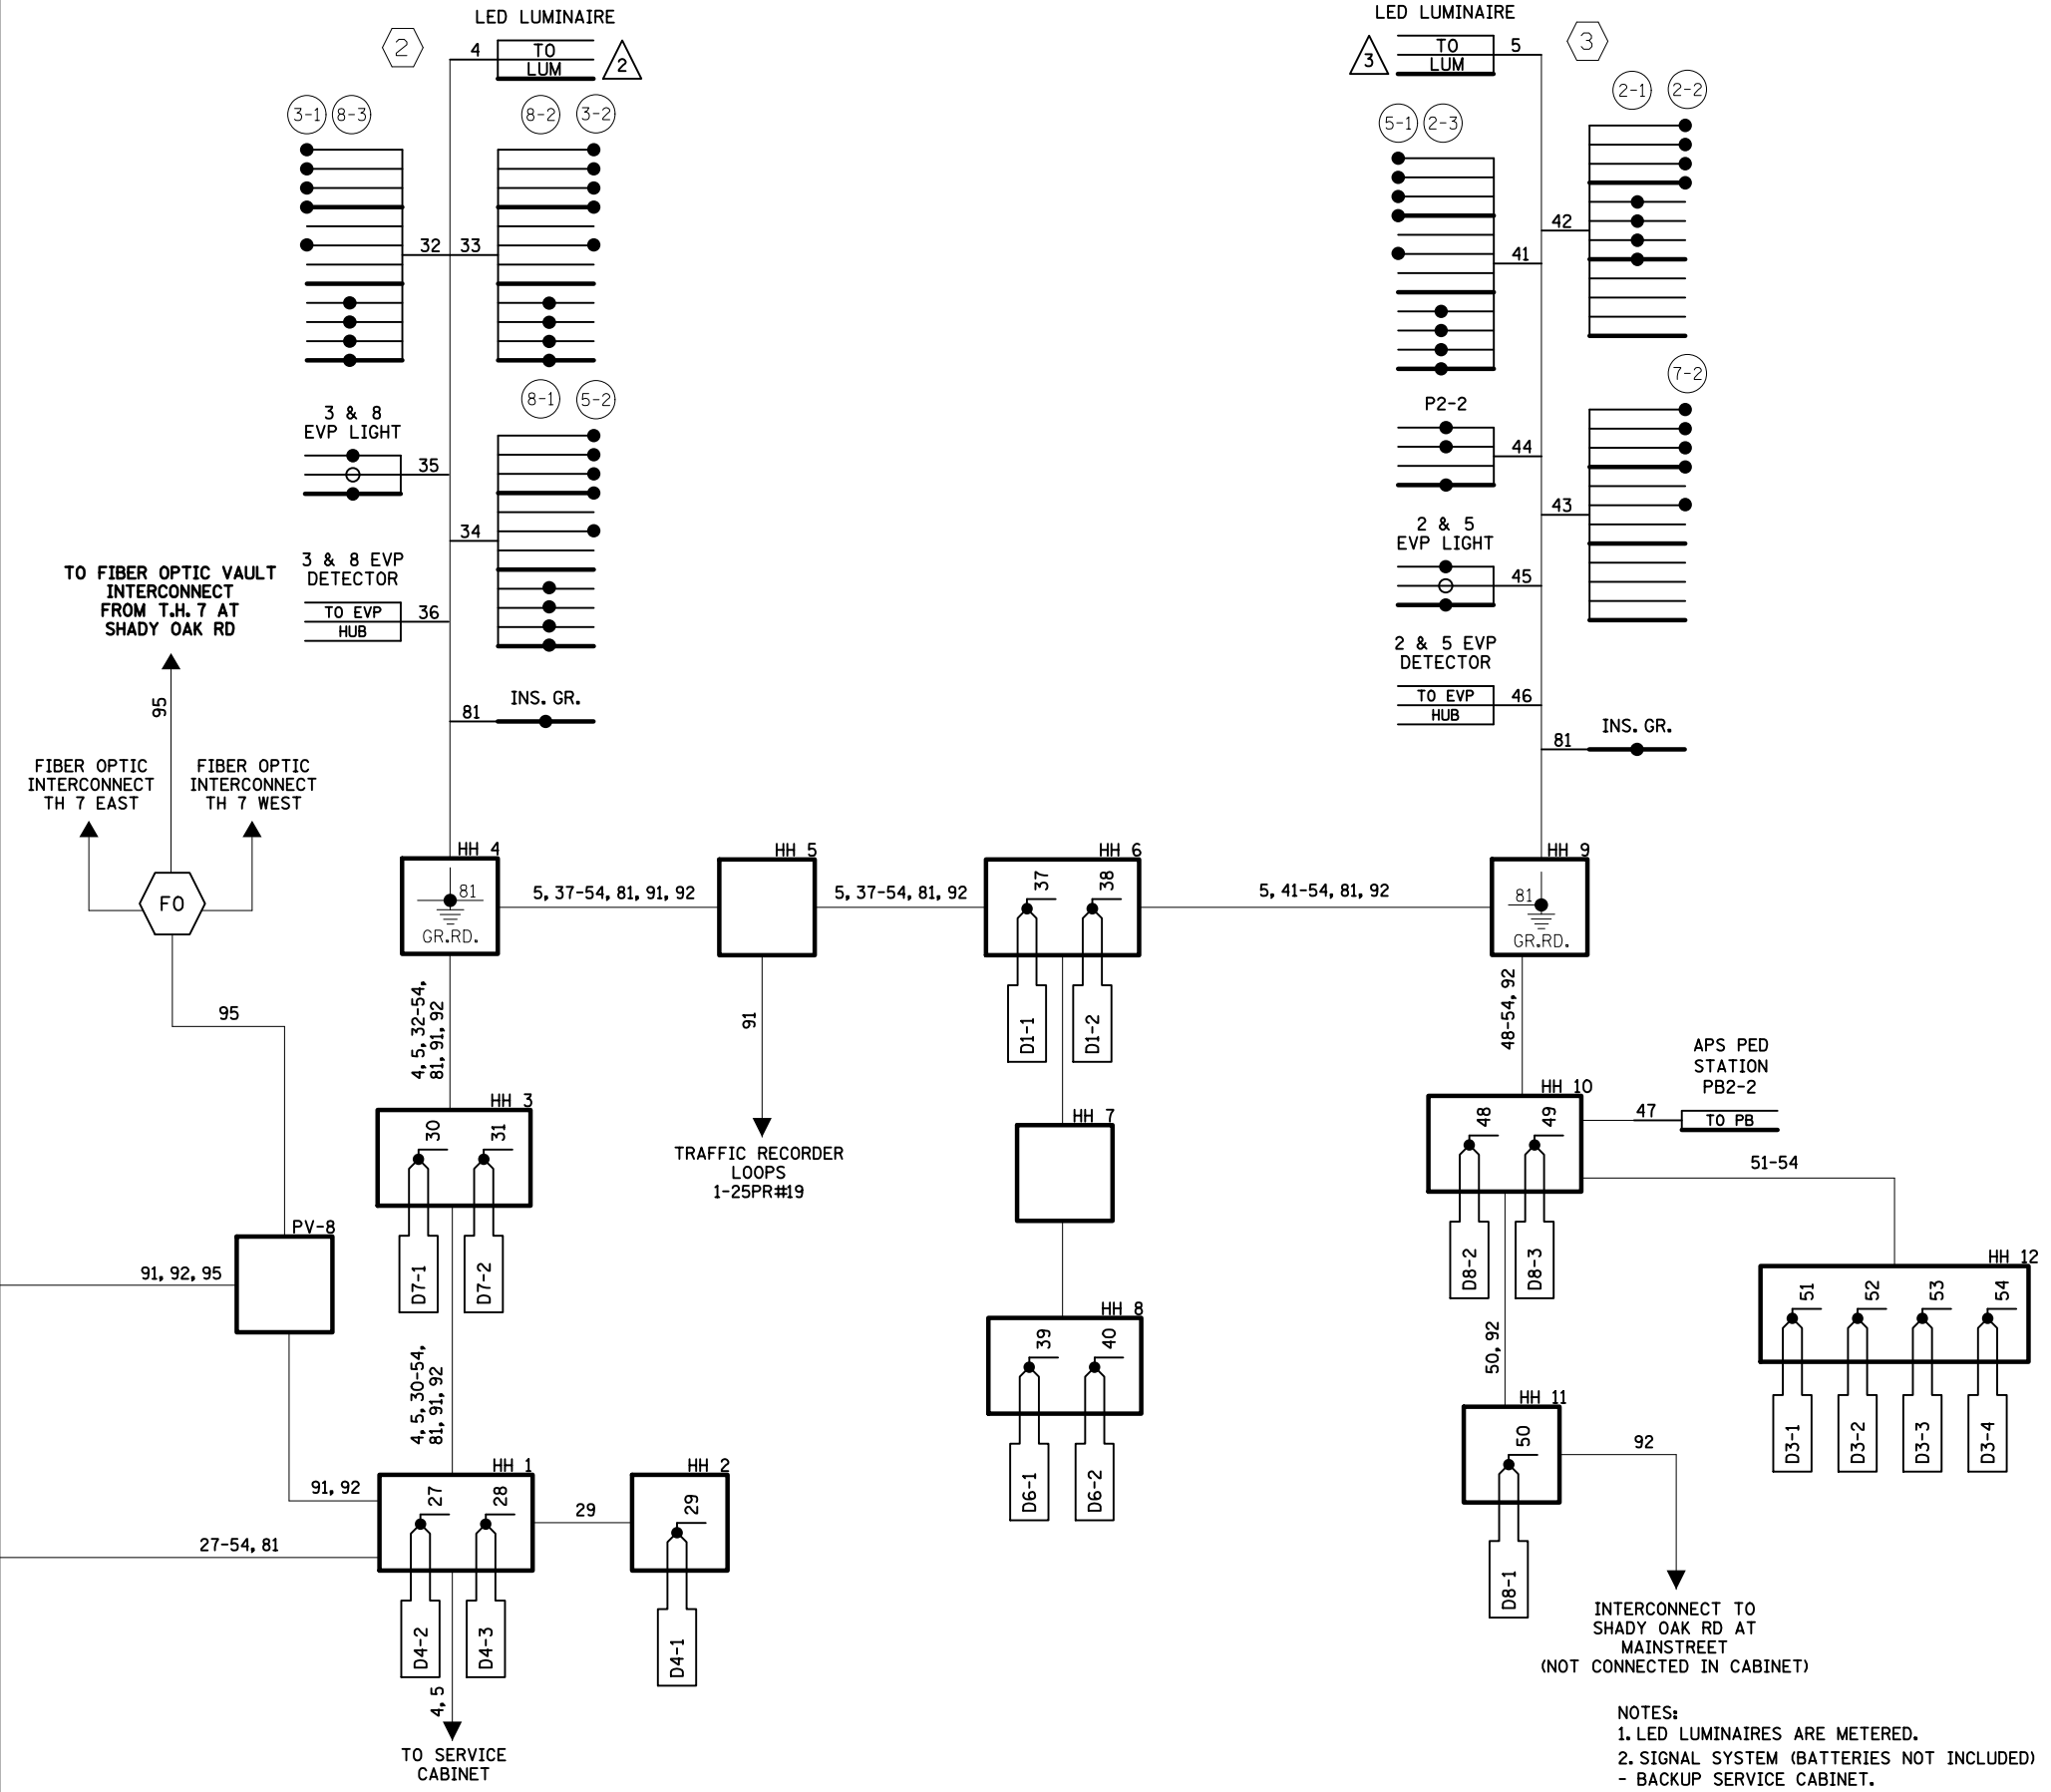 LED LUMINAIRE
2
4
TO
LUM
2
3-1
8-3
8-2
3-2
32
33
8-1
5-2
3 & 8
EVP LIGHT
35
34
3 & 8 EVP
DETECTOR
TO EVP
HUB
36
81
INS. GR.
LED LUMINAIRE
3
TO
LUM
5
3
5-1
2-3
2-1
2-2
42
41
P2-2
44
7-2
43
2 & 5
EVP LIGHT
45
2 & 5 EVP
DETECTOR
TO EVP
HUB
46
81
INS. GR.
TO FIBER OPTIC VAULT
INTERCONNECT
FROM T.H. 7 AT
SHADY OAK RD
95
FIBER OPTIC
INTERCONNECT
TH 7 EAST
FIBER OPTIC
INTERCONNECT
TH 7 WEST
FO
95
HH 4
81
GR.RD.
5, 37-54, 81, 91, 92
HH 5
5, 37-54, 81, 92
HH 6
37
38
D1-1
D1-2
5, 41-54, 81, 92
HH 9
81
GR.RD.
4, 5, 32-54,
81, 91, 92
91
TRAFFIC RECORDER
LOOPS
1-25PR#19
48-54, 92
HH 3
30
31
D7-1
D7-2
HH 7
HH 10
48
49
D8-2
D8-3
47
APS PED
STATION
PB2-2
TO PB
51-54
PV-8
91, 92, 95
HH 8
39
40
D6-1
D6-2
HH 12
51
52
53
54
D3-1
D3-2
D3-3
D3-4
4, 5, 30-54,
81, 91, 92
50, 92
HH 11
50
D8-1
92
91, 92
27-54, 81
HH 1
27
28
D4-2
D4-3
29
HH 2
29
D4-1
4, 5
TO SERVICE
CABINET
INTERCONNECT TO
SHADY OAK RD AT
MAINSTREET
(NOT CONNECTED IN CABINET)
NOTES:
1. LED LUMINAIRES ARE METERED.
2. SIGNAL SYSTEM (BATTERIES NOT INCLUDED)
- BACKUP SERVICE CABINET.